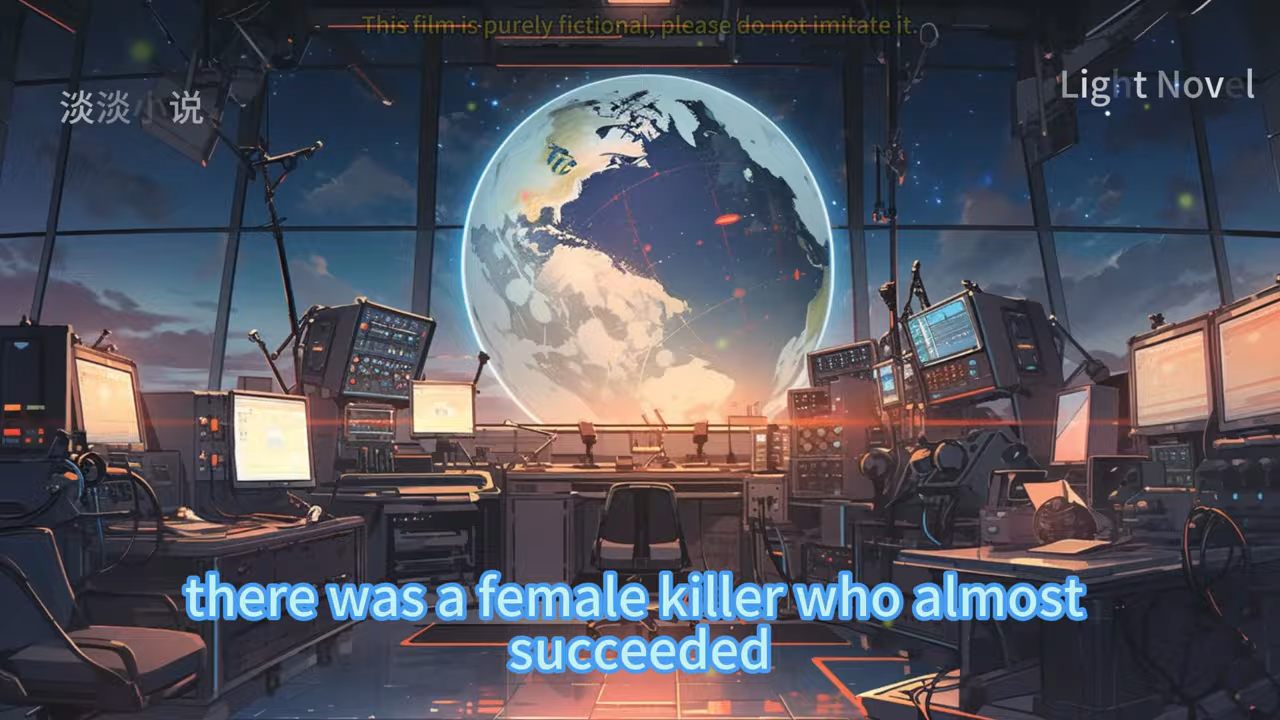 This film is purely fictional, please do not imitate it.
淡淡小说
Light Novel
there was a female killer who almost
succeeded